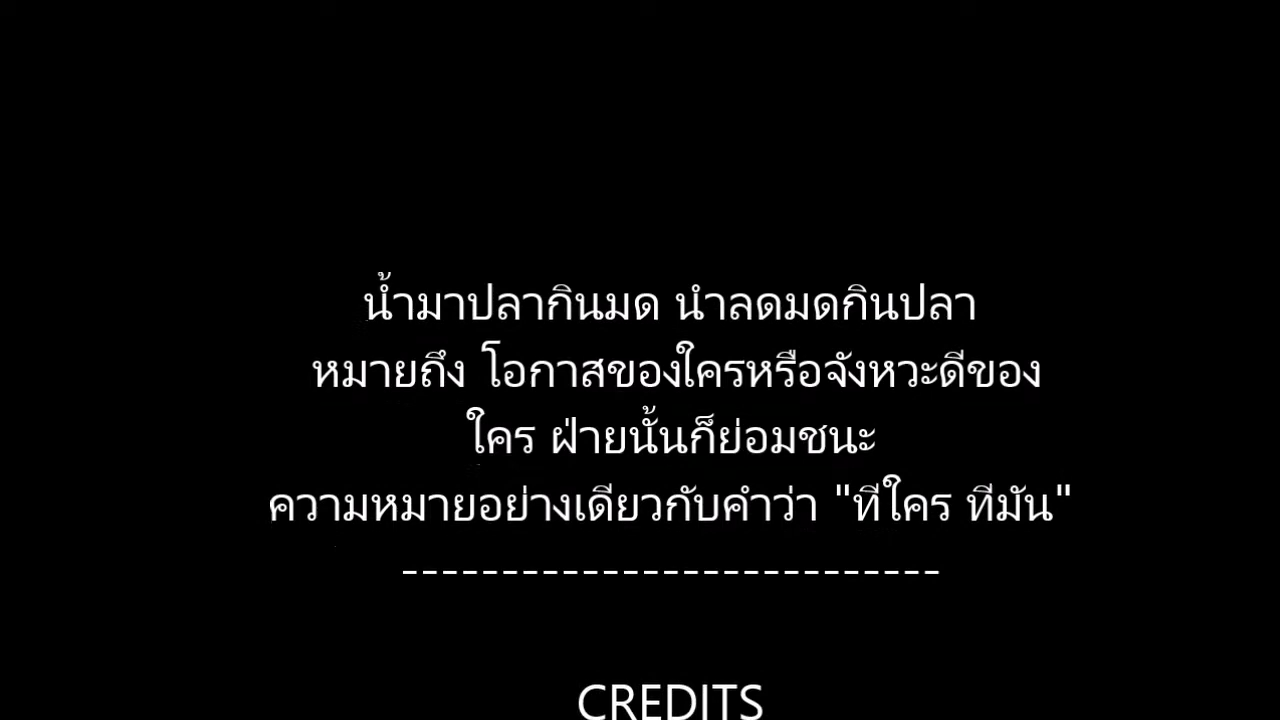 น้ำมาปลากินมด นำลดมดกินปลา
หมายถึง โอกาสของใครหรือจังหวะดีของ
ใคร ฝ่ายนั้นก็ย่อมชนะ
ความหมายอย่างเดียวกับคำว่า "ทีใคร ทีมัน"
---------------------------
CREDITS